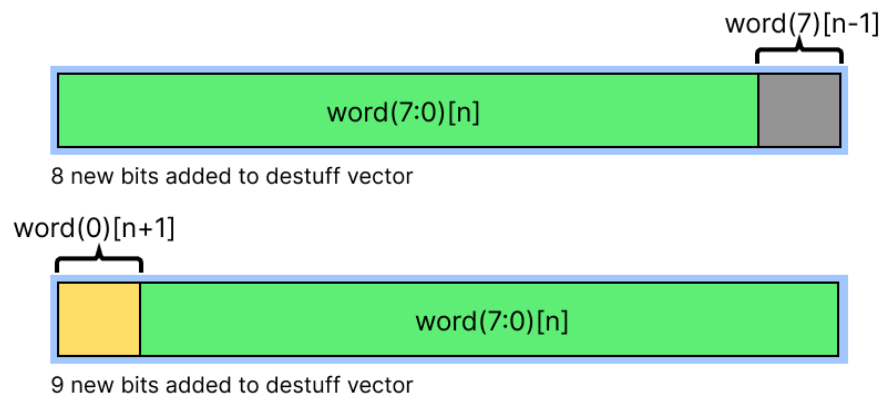 word(7)[n-1]
word(7:0)[n]
8 new bits added to destuff vector
word(0)[n+1]
word(7:0)[n]
9 new bits added to destuff vector